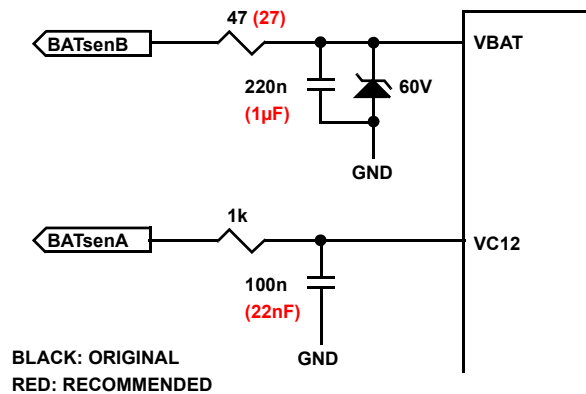 47 (27)
BATsenB
VBAT
220n
(1µF)
60V
GND
1k
BATsenA
VC12
100n
(22nF)
GND
BLACK: ORIGINAL
RED: RECOMMENDED